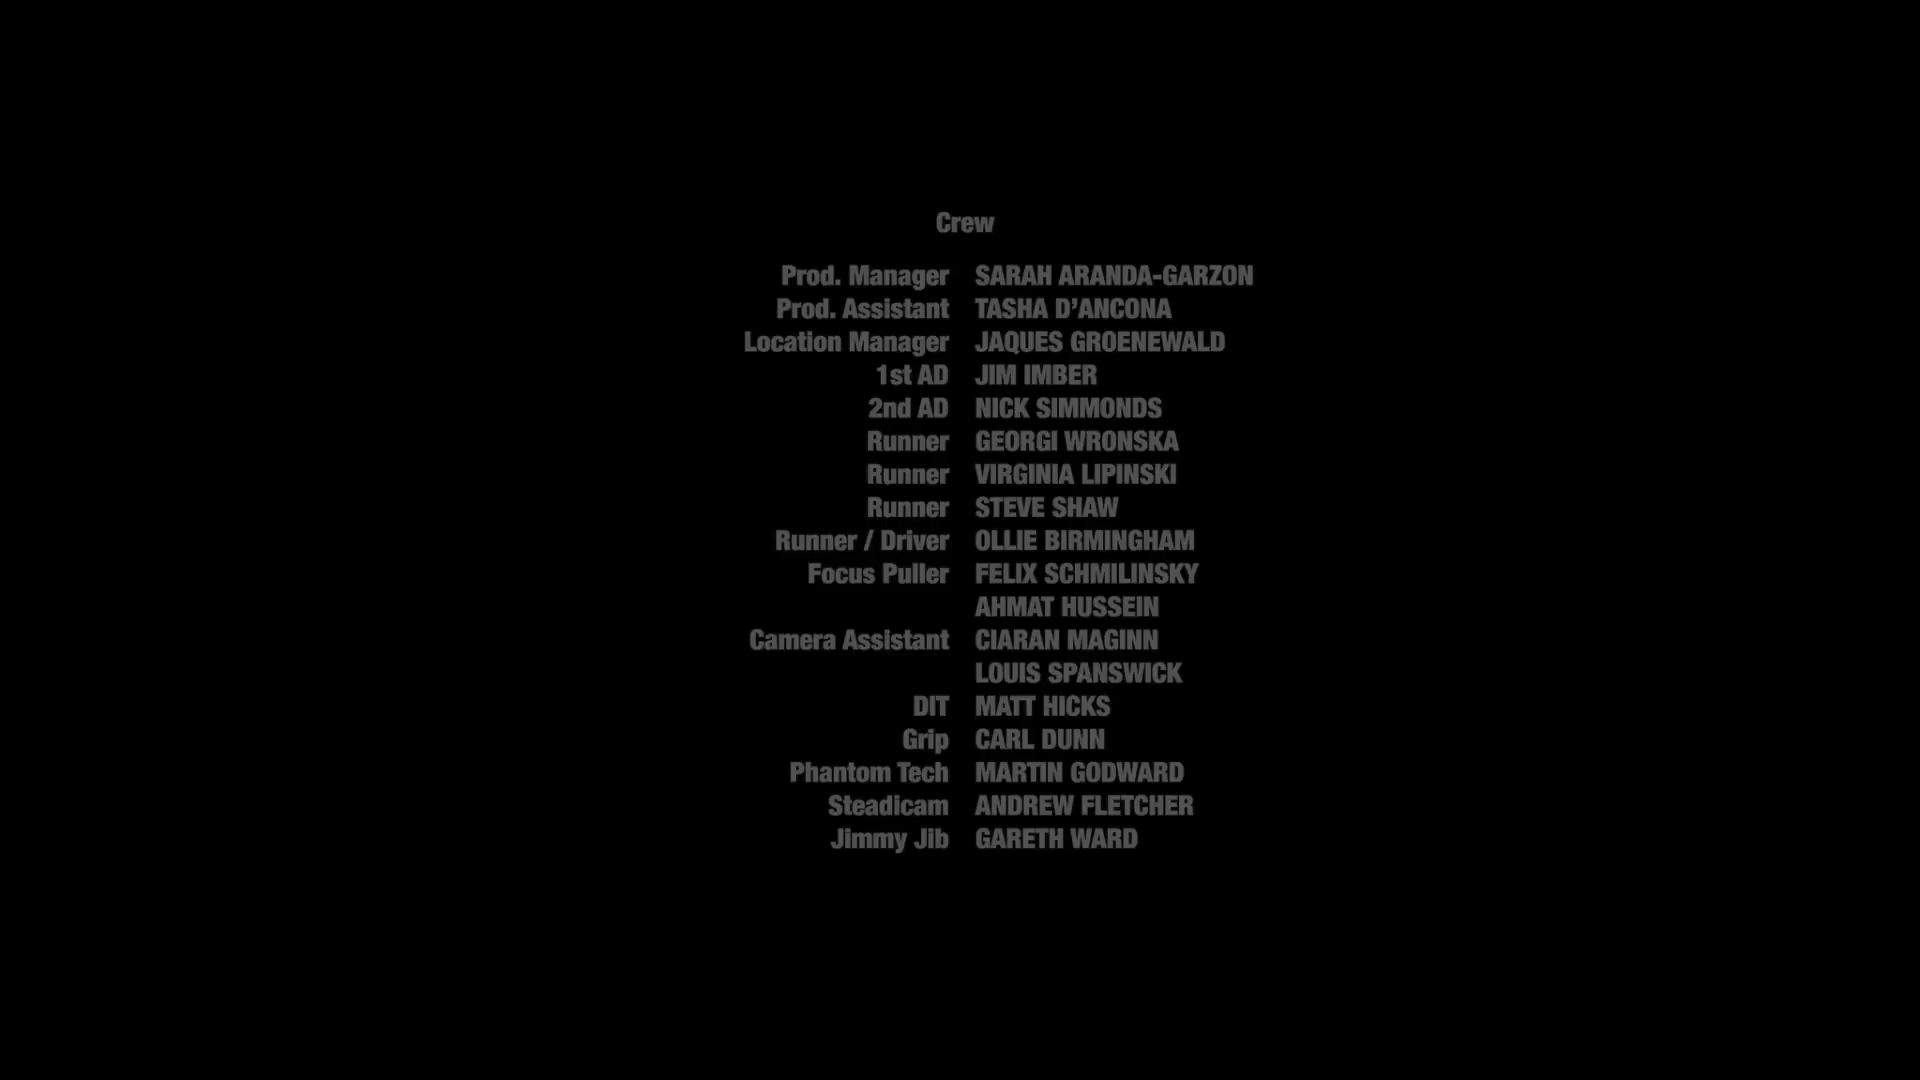 Crew
Prod. Manager SARAH ARANDA-GARZON
Prod. Assistant TASHA D’ANCONA
Location Manager JAQUES GROENEWALD
1st AD JIM IMBER
2nd AD NICK SIMMONDS
Runner GEORGI WRONSKA
Runner VIRGINIA LIPINSKI
Runner STEVE SHAW
Runner / Driver OLLIE BIRMINGHAM
Focus Puller FELIX SCHMILINSKY
AHMAT HUSSEIN
Camera Assistant CIARAN MAGINN
LOUIS SPANSWICK
DIT MATT HICKS
Grip CARL DUNN
Phantom Tech MARTIN GODWARD
Steadicam ANDREW FLETCHER
Jimmy Jib GARETH WARD